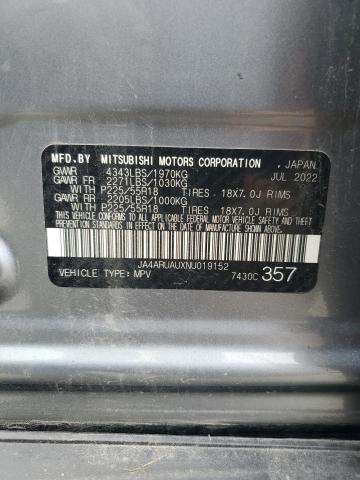 MFD.BY MITSUBISHI MOTORS CORPORATION , JAPAN
GVWR 4343LBS/1970KG JUL 2022
GAWR FR 2271LBS/1030KG
WITH P225/55R18 TIRES, 18X7.0J RIMS
GAWR RR 2205LBS/1000KG
WITH P225/55R18 TIRES, 18X7.0J RIMS
THIS VEHICLE CONFORMS TO ALL APPLICABLE
FEDERAL MOTOR VEHICLE SAFETY AND THEFT
PREVENTION STANDARDS IN EFFECT ON THE DATE
OF MANUFACTURE SHOWN ABOVE.
JA4ARUAUXNU019152
VEHICLE TYPE: MPV 7430C 357